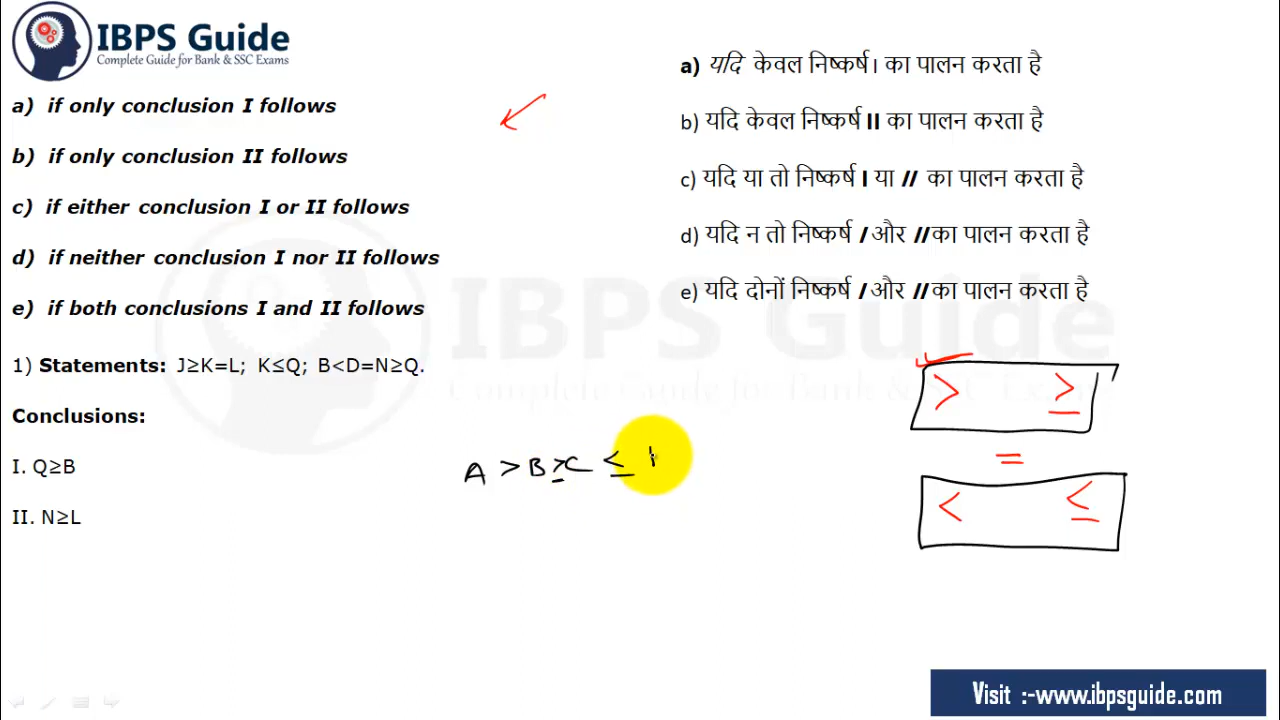 IBPS Guide
Complete Guide for Bank & SSC Exams
a) if only conclusion I follows
b) if only conclusion II follows
c) if either conclusion I or II follows
d) if neither conclusion I nor II follows
e) if both conclusions I and II follows
1) Statements: J≥K=L; K≤Q; B<D=N≥Q.
Conclusions:
I. Q≥B
II. N≥L
a) यदि केवल निष्कर्ष। का पालन करता है
b) यदि केवल निष्कर्ष II का पालन करता है
c) यदि या तो निष्कर्ष I या II का पालन करता है
d) यदि न तो निष्कर्ष I और II का पालन करता है
e) यदि दोनों निष्कर्ष I और II का पालन करता है
A > B ≥ C ≤
> ≥
=
< ≤
IBPS Guide
Visit :-www.ibpsguide.com